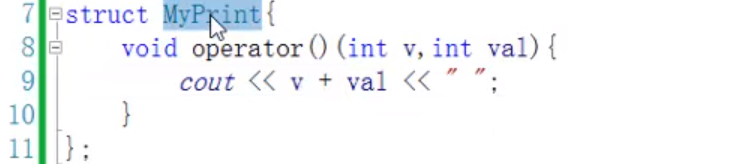 7 struct MyPrint{
8 void operator()(int v,int val){
9 cout << v + val << " ";
10 }
11 };